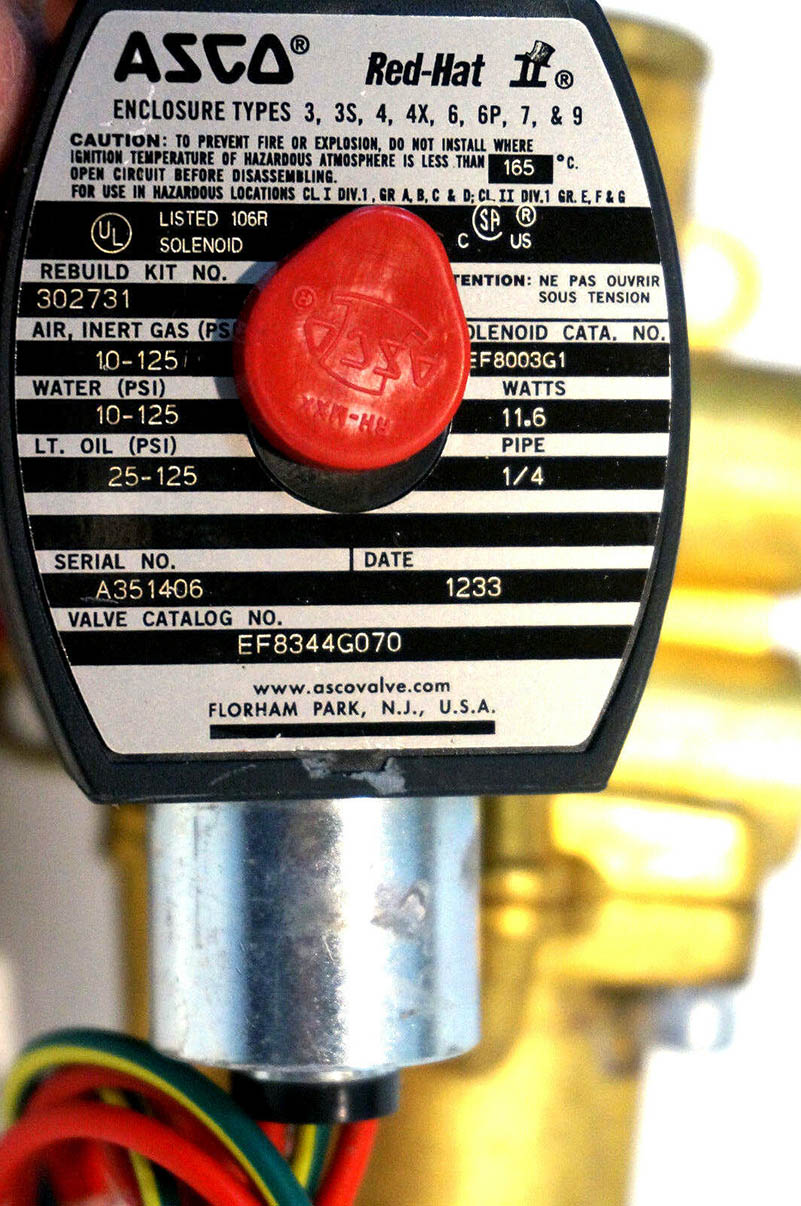 ASCO®
Red-Hat II®
ENCLOSURE TYPES 3, 3S, 4, 4X, 6, 6P, 7, & 9
CAUTION: TO PREVENT FIRE OR EXPLOSION, DO NOT INSTALL WHERE
IGNITION TEMPERATURE OF HAZARDOUS ATMOSPHERE IS LESS THAN 165 °C.
OPEN CIRCUIT BEFORE DISASSEMBLING.
FOR USE IN HAZARDOUS LOCATIONS CL. I DIV. 1, GR A, B, C & D; CL. II DIV. 1 GR. E, F & G
UL LISTED 106R
SOLENOID
C SA® US
REBUILD KIT NO.
302731
TENTION: NE PAS OUVRIR
SOUS TENSION
AIR, INERT GAS (PS
10-125
OLENOID CATA. NO.
EF8003G1
WATER (PSI)
10-125
WATTS
11.6
LT. OIL (PSI)
25-125
PIPE
1/4
ASCO®
SERIAL NO.
A351406
DATE
1233
VALVE CATALOG NO.
EF8344G070
www.ascovalve.com
FLORHAM PARK, N.J., U.S.A.